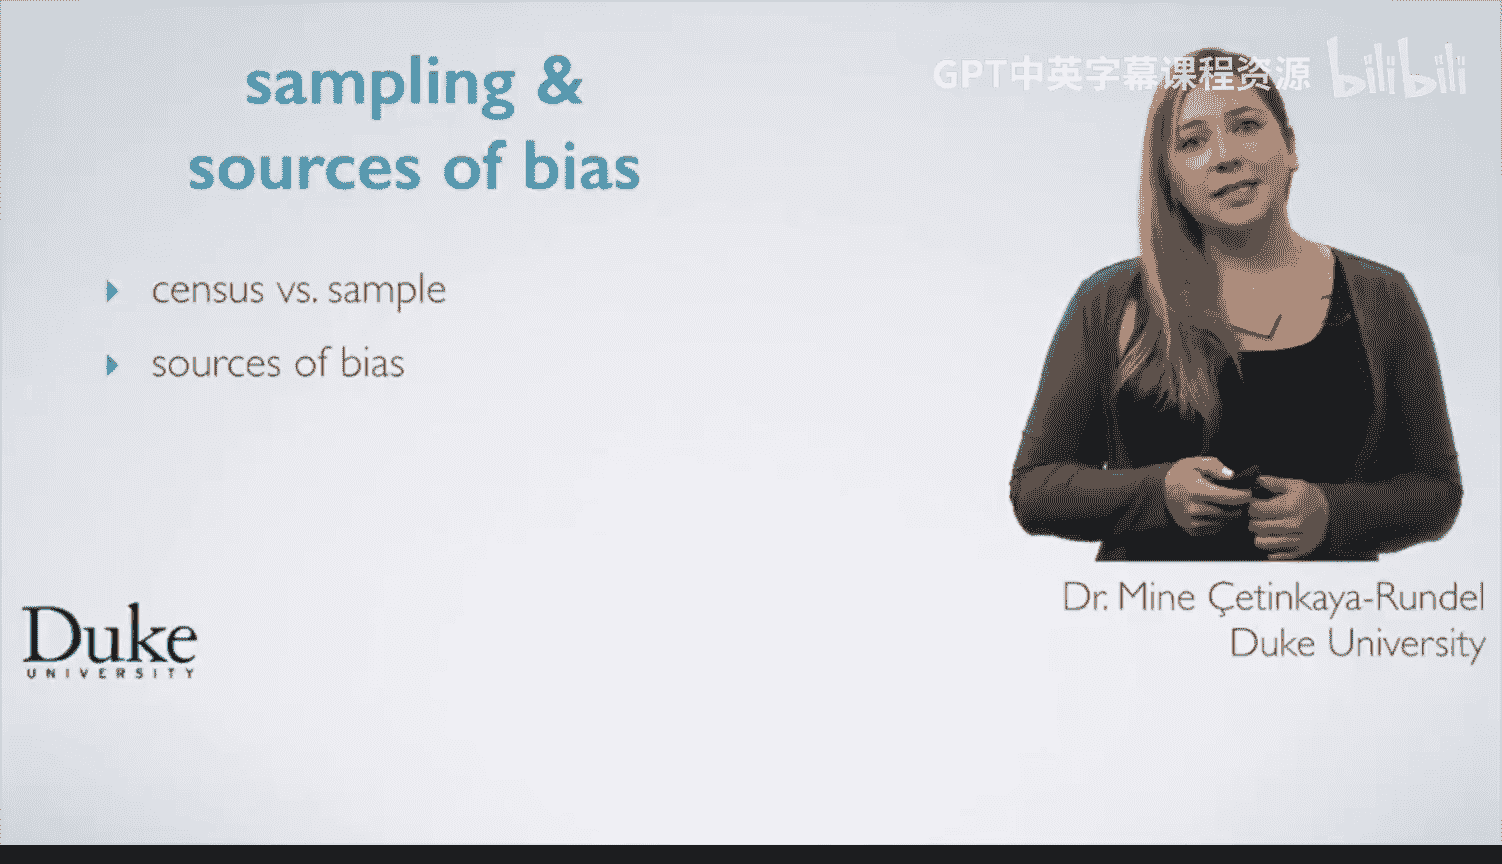 sampling &
sources of bias
GPT中英字幕课程资源 bilibili
census vs. sample
sources of bias
Dr. Mine Çetinkaya-Rundel
Duke University
Duke
UNIVERSITY